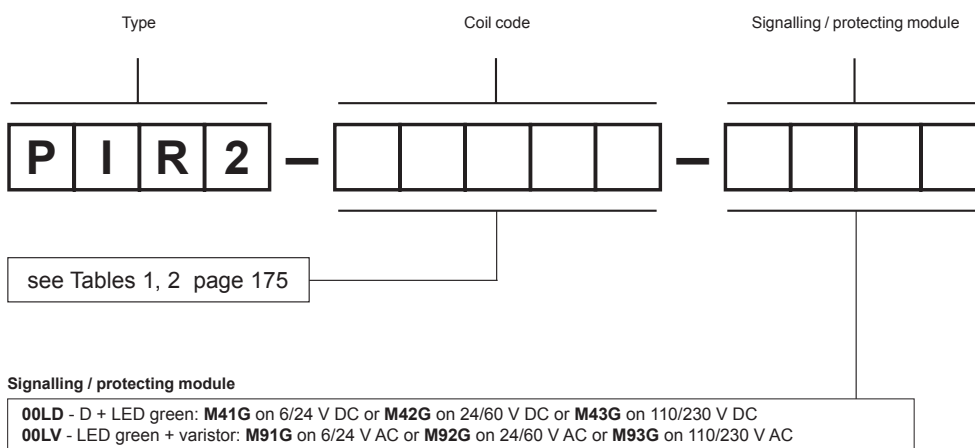 Type Coil code Signalling / protecting module
P I R 2 – –
see Tables 1, 2 page 175
Signalling / protecting module
00LD - D + LED green: M41G on 6/24 V DC or M42G on 24/60 V DC or M43G on 110/230 V DC
00LV - LED green + varistor: M91G on 6/24 V AC or M92G on 24/60 V AC or M93G on 110/230 V AC